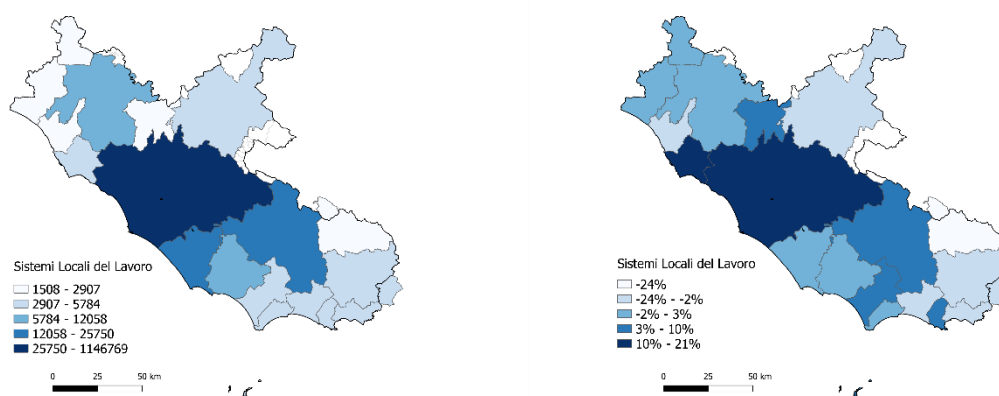 Sistemi Locali del Lavoro
1508 - 2907
2907 - 5784
5784 - 12058
12058 - 25750
25750 - 1146769
0 25 50 km
Sistemi Locali del Lavoro
-24%
-24% - -2%
-2% - 3%
3% - 10%
10% - 21%
0 25 50 km